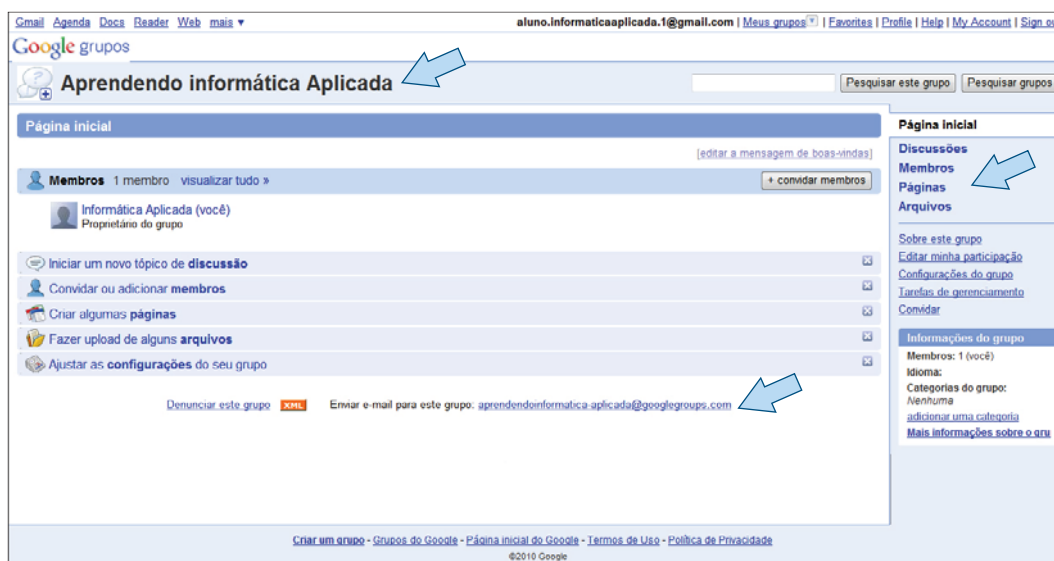 Gmail Agenda Docs Reader Web mais ▼ aluno.informaticaaplicada.1@gmail.com | Meus grupos | Favorites | Profile | Help | My Account | Sign ou
Google grupos
Aprendendo informática Aplicada
Pesquisar este grupo Pesquisar grupos
Página inicial
[editar a mensagem de boas-vindas]
Membros 1 membro visualizar tudo »
+ convidar membros
Informática Aplicada (você)
Proprietário do grupo
Iniciar um novo tópico de discussão
Convidar ou adicionar membros
Criar algumas páginas
Fazer upload de alguns arquivos
Ajustar as configurações do seu grupo
Denunciar este grupo XML Enviar e-mail para este grupo: aprendendoinformatica-aplicada@googlegroups.com
Página inicial
Discussões
Membros
Páginas
Arquivos
Sobre este grupo
Editar minha participação
Configurações do grupo
Tarefas de gerenciamento
Convidar
Informações do grupo
Membros: 1 (você)
Idioma:
Categorias do grupo:
Nenhuma
adicionar uma categoria
Mais informações sobre o gru
Criar um grupo - Grupos do Google - Página inicial do Google - Termos de Uso - Política de Privacidade
©2010 Google